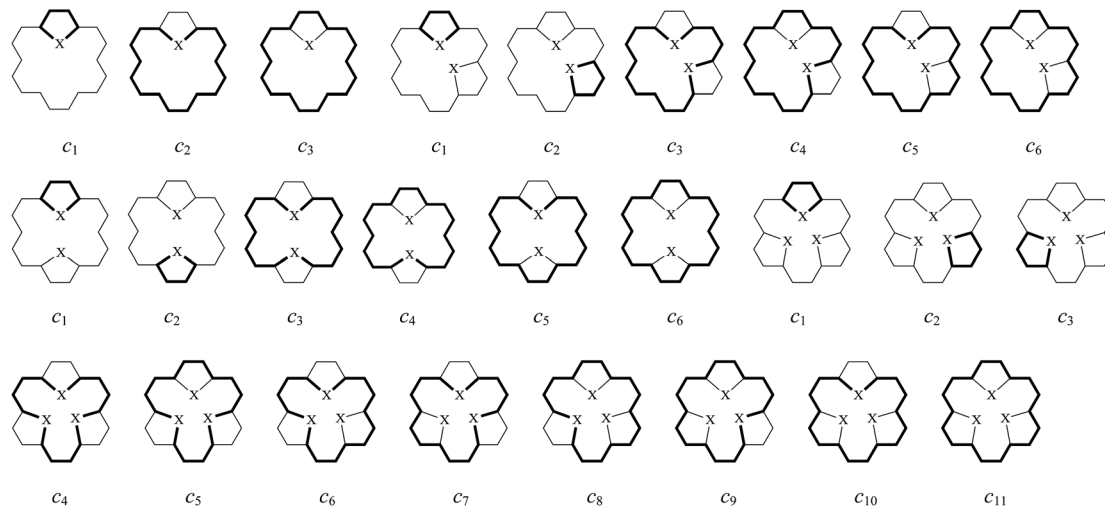 X X X X X X X X X X X X X
c₁ c₂ c₃ c₁ c₂ c₃ c₄ c₅ c₆
X X X X X X X X X
X X X X X X X X X X X X
c₁ c₂ c₃ c₄ c₅ c₆ c₁ c₂ c₃
X X X X X X X X
X X X X X X X X X X X X X X X X
c₄ c₅ c₆ c₇ c₈ c₉ c₁₀ c₁₁